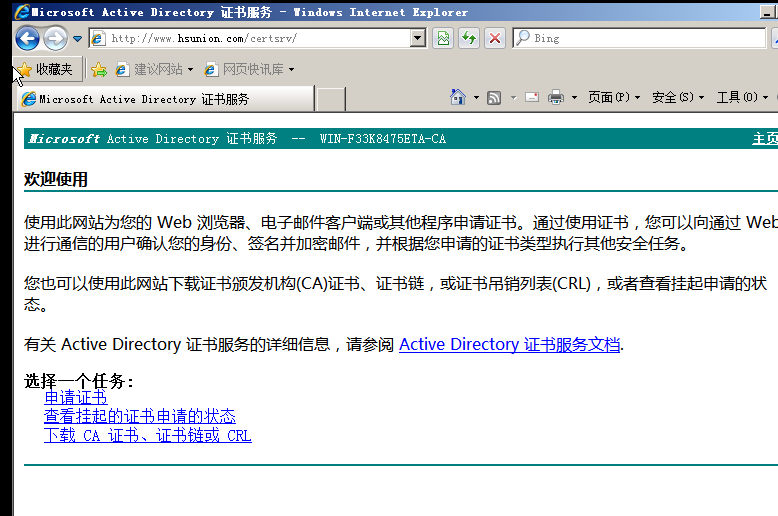 Microsoft Active Directory 证书服务 - Windows Internet Explorer
http://www.hsunion.com/certsrv/
Bing
收藏夹 建议网站 网页快讯库
Microsoft Active Directory 证书服务
页面(P) 安全(S) 工具(O)
Microsoft Active Directory 证书服务 -- WIN-F33K8475ETA-CA 主页
欢迎使用
使用此网站为您的 Web 浏览器、电子邮件客户端或其他程序申请证书。通过使用证书，您可以向通过 Web
进行通信的用户确认您的身份、签名并加密邮件，并根据您申请的证书类型执行其他安全任务。
您也可以使用此网站下载证书颁发机构(CA)证书、证书链，或证书吊销列表(CRL)，或者查看挂起申请的状
态。
有关 Active Directory 证书服务的详细信息，请参阅 Active Directory 证书服务文档.
选择一个任务:
申请证书
查看挂起的证书申请的状态
下载 CA 证书、证书链或 CRL